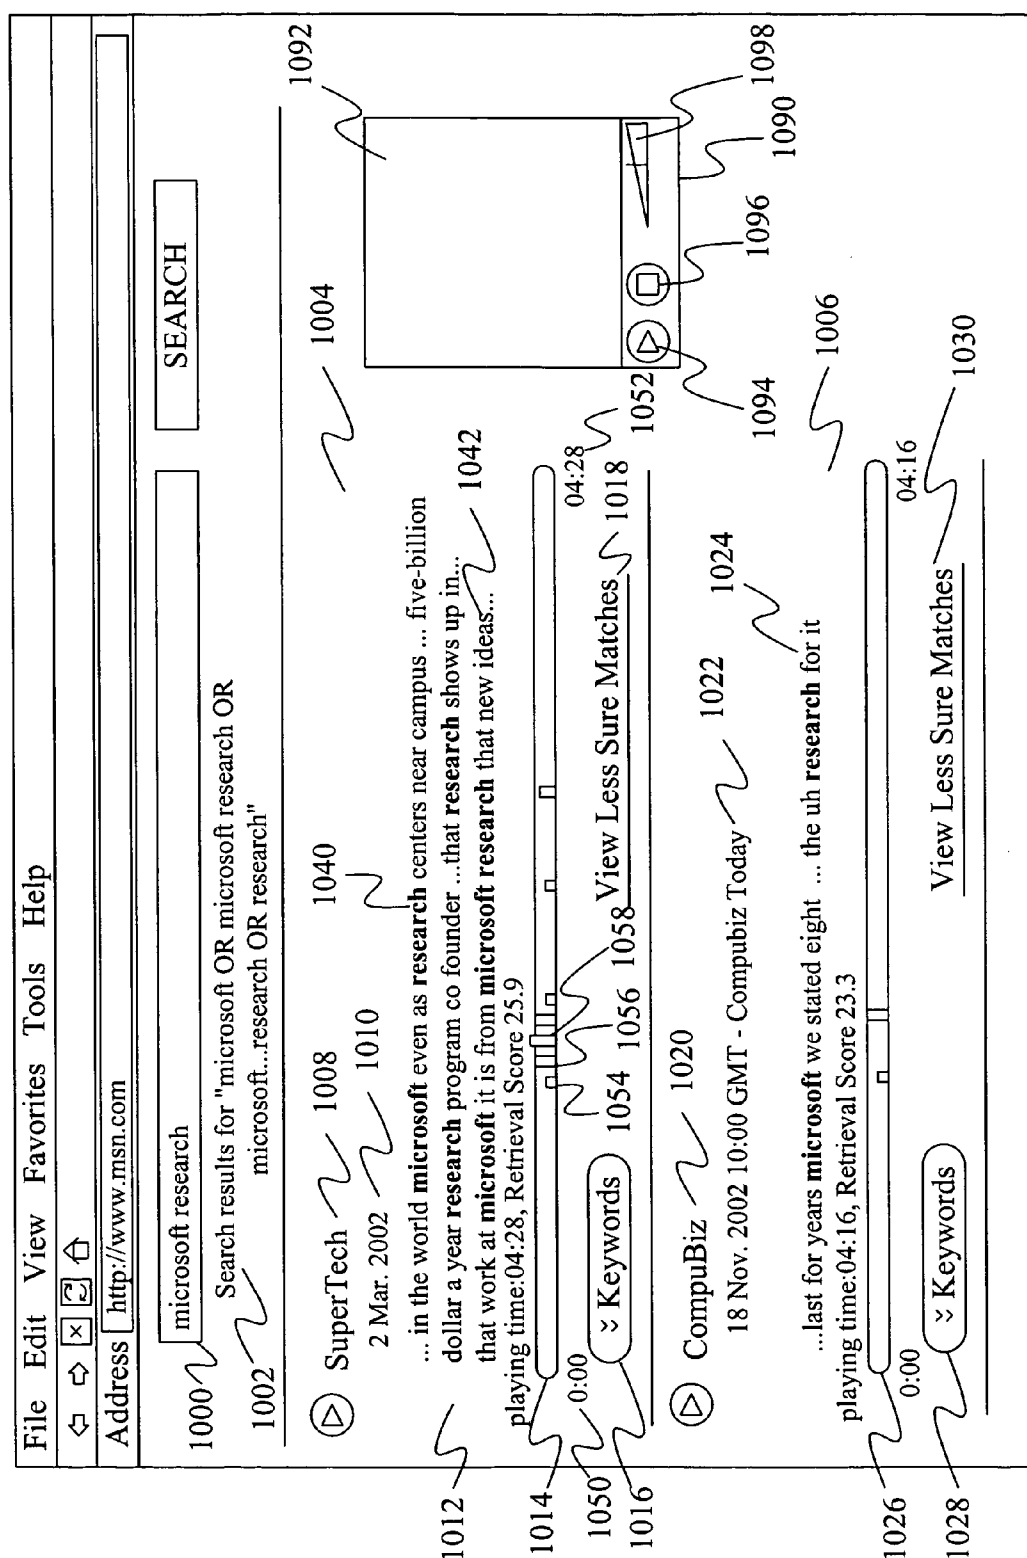 File Edit View Favorites Tools Help
Address http://www.msn.com
1000 microsoft research SEARCH
1002 Search results for "microsoft OR microsoft research OR
microsoft...research OR research"
1004
SuperTech 1008
2 Mar. 2002 1010
1040
1012
... in the world microsoft even as research centers near campus ... five-billion
dollar a year research program co founder ...that research shows up in...
that work at microsoft it is from microsoft research that new ideas...
1042
playing time:04:28, Retrieval Score 25.9
1014
0:00 04:28
1050 1052
1054 1056 1058
1016 ˅˅ Keywords View Less Sure Matches 1018
1092
1094 1096 1098
1090
1006
CompuBiz 1020
18 Nov. 2002 10:00 GMT - Compubiz Today 1022
1024
...last for years microsoft we stated eight ... the uh research for it
playing time:04:16, Retrieval Score 23.3
1026
0:00 04:16
1028 ˅˅ Keywords View Less Sure Matches 1030